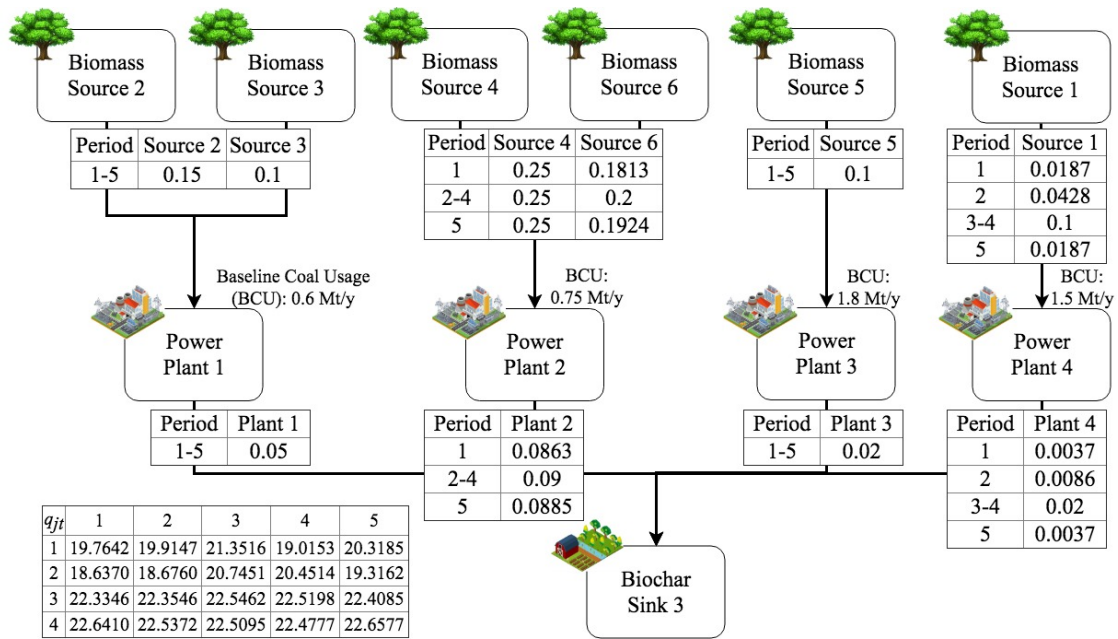 Biomass
Source 2
Biomass
Source 3
Biomass
Source 4
Biomass
Source 6
Biomass
Source 5
Biomass
Source 1
Period Source 2 Source 3
1-5 0.15 0.1
Period Source 4 Source 6
1 0.25 0.1813
2-4 0.25 0.2
5 0.25 0.1924
Period Source 5
1-5 0.1
Period Source 1
1 0.0187
2 0.0428
3-4 0.1
5 0.0187
Baseline Coal Usage
(BCU): 0.6 Mt/y
BCU:
0.75 Mt/y
BCU:
1.8 Mt/y
BCU:
1.5 Mt/y
Power
Plant 1
Power
Plant 2
Power
Plant 3
Power
Plant 4
Period Plant 1
1-5 0.05
Period Plant 2
1 0.0863
2-4 0.09
5 0.0885
Period Plant 3
1-5 0.02
Period Plant 4
1 0.0037
2 0.0086
3-4 0.02
5 0.0037
qjt 1 2 3 4 5
1 19.7642 19.9147 21.3516 19.0153 20.3185
2 18.6370 18.6760 20.7451 20.4514 19.3162
3 22.3346 22.3546 22.5462 22.5198 22.4085
4 22.6410 22.5372 22.5095 22.4777 22.6577
Biochar
Sink 3